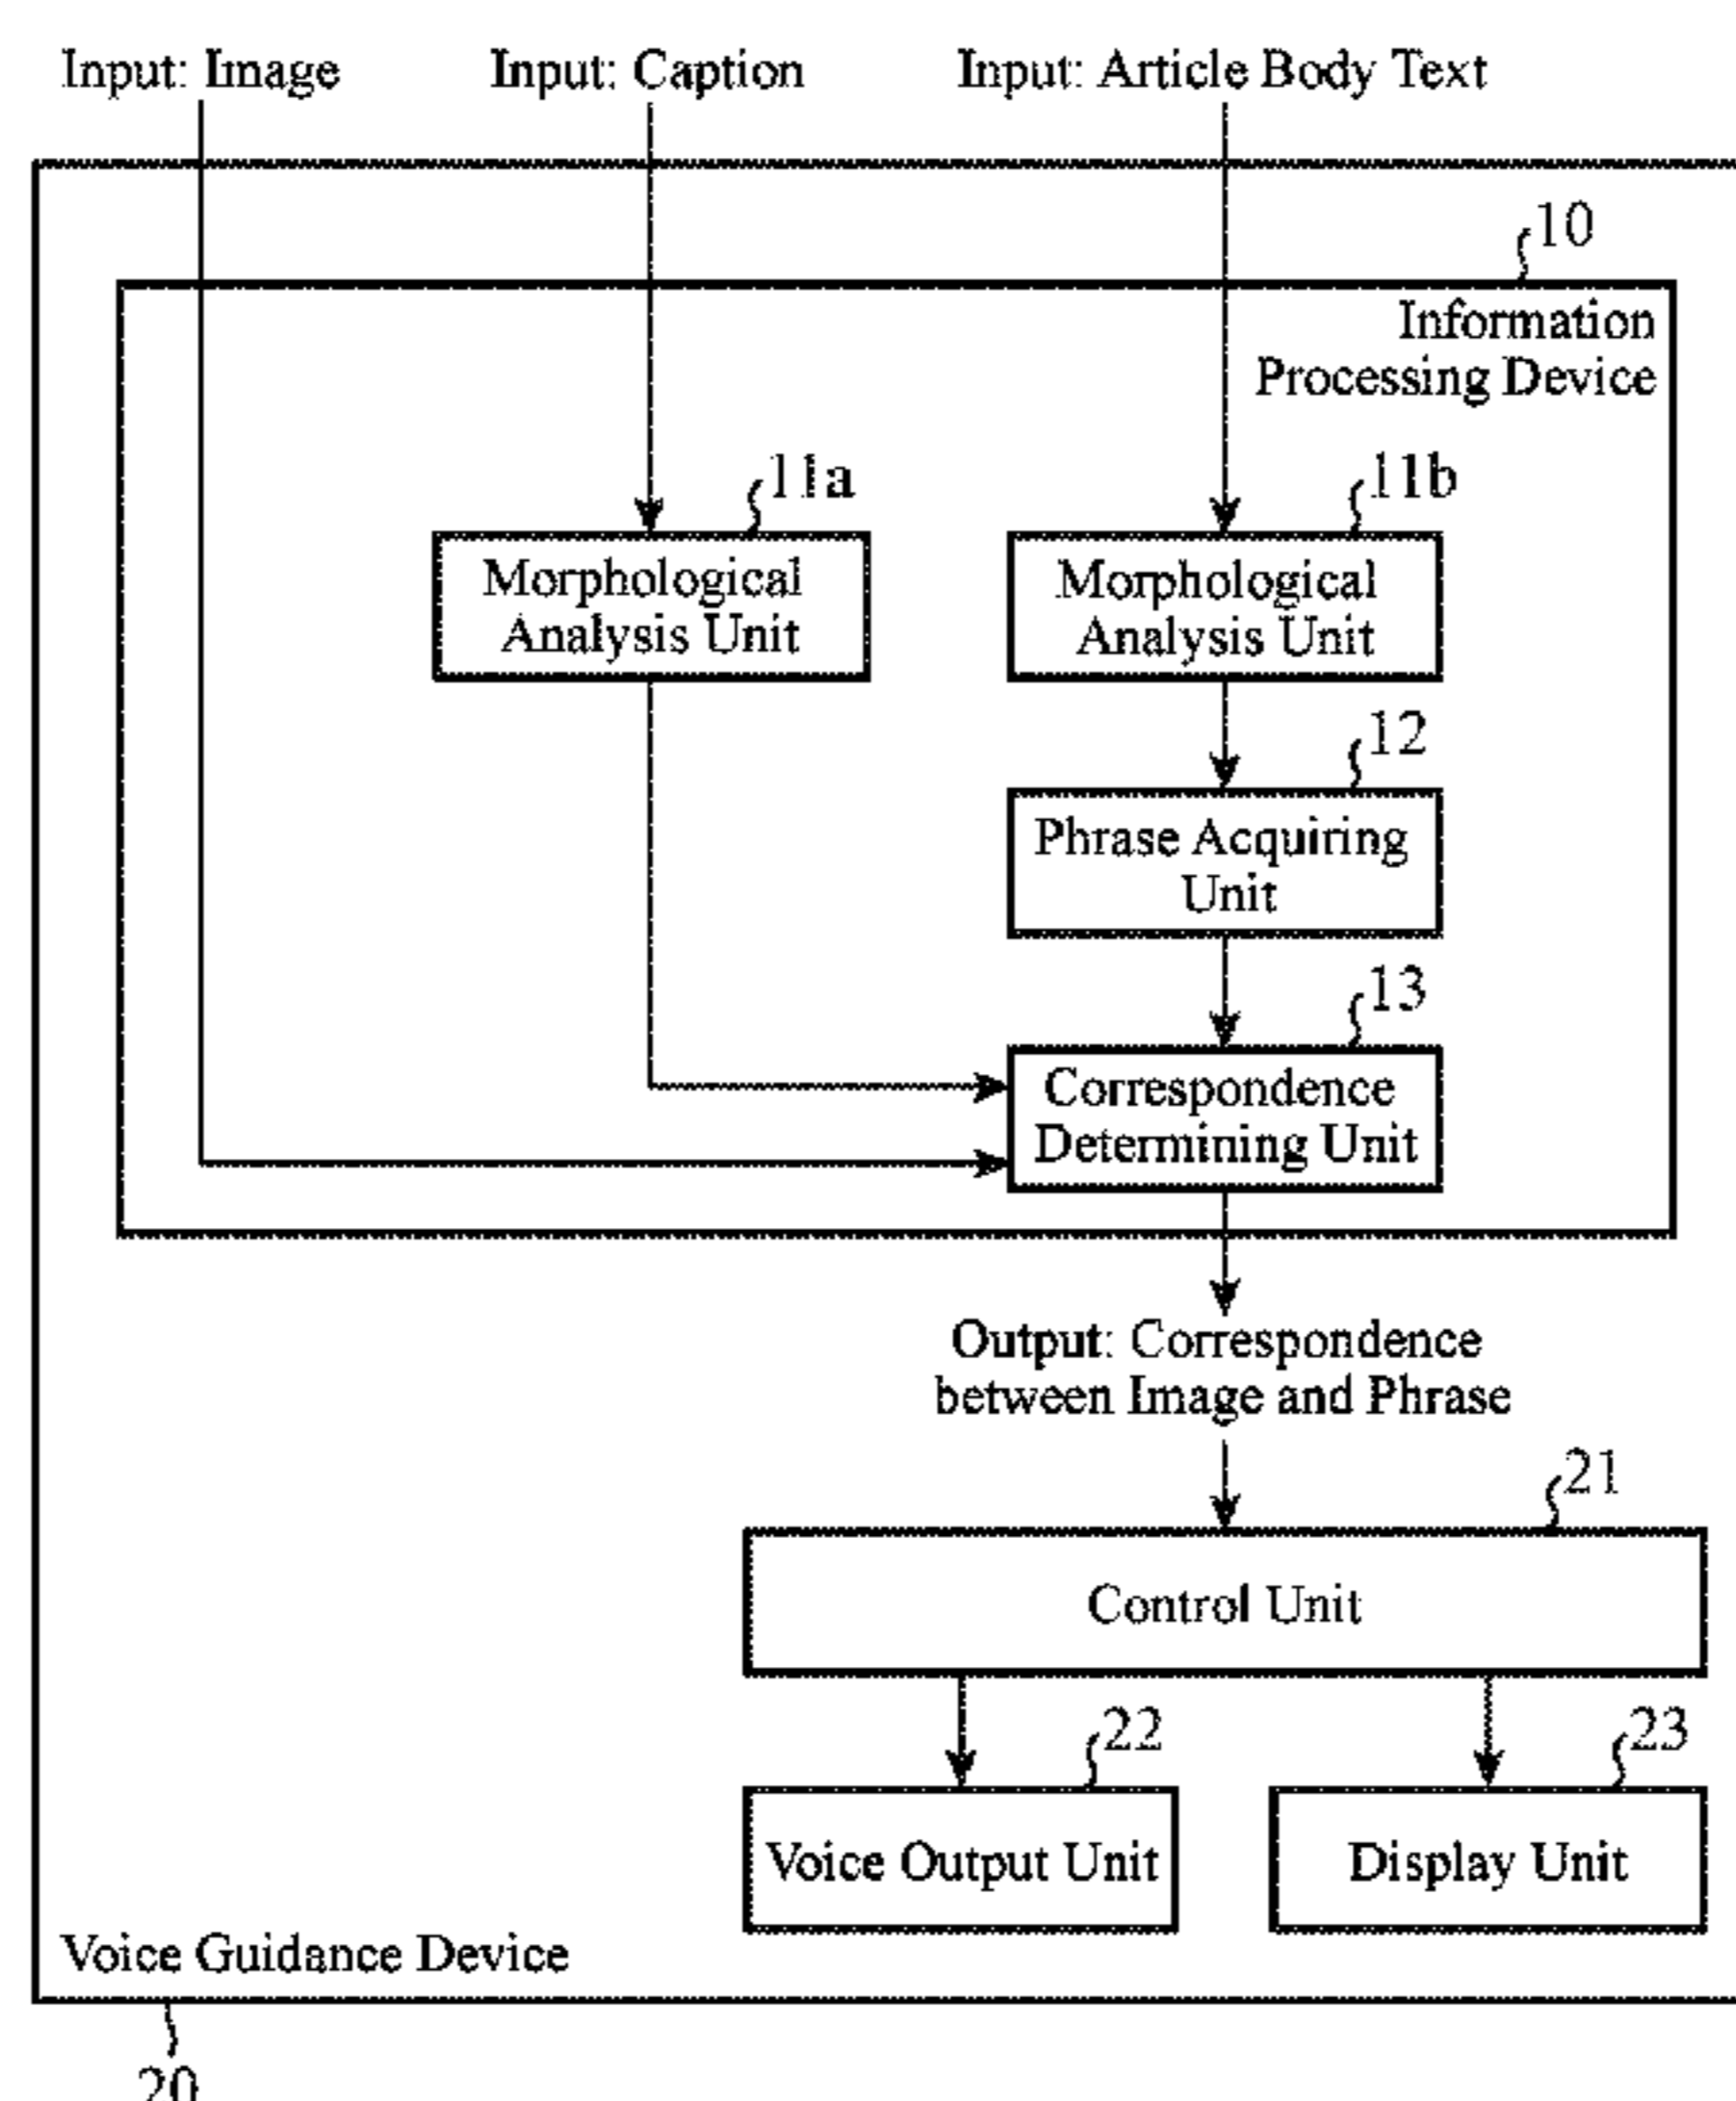 Input: Image
Input: Caption
Input: Article Body Text
10
Information
Processing Device
11a
Morphological
Analysis Unit
11b
Morphological
Analysis Unit
12
Phrase Acquiring
Unit
13
Correspondence
Determining Unit
Output: Correspondence
between Image and Phrase
21
Control Unit
22
Voice Output Unit
23
Display Unit
Voice Guidance Device
20